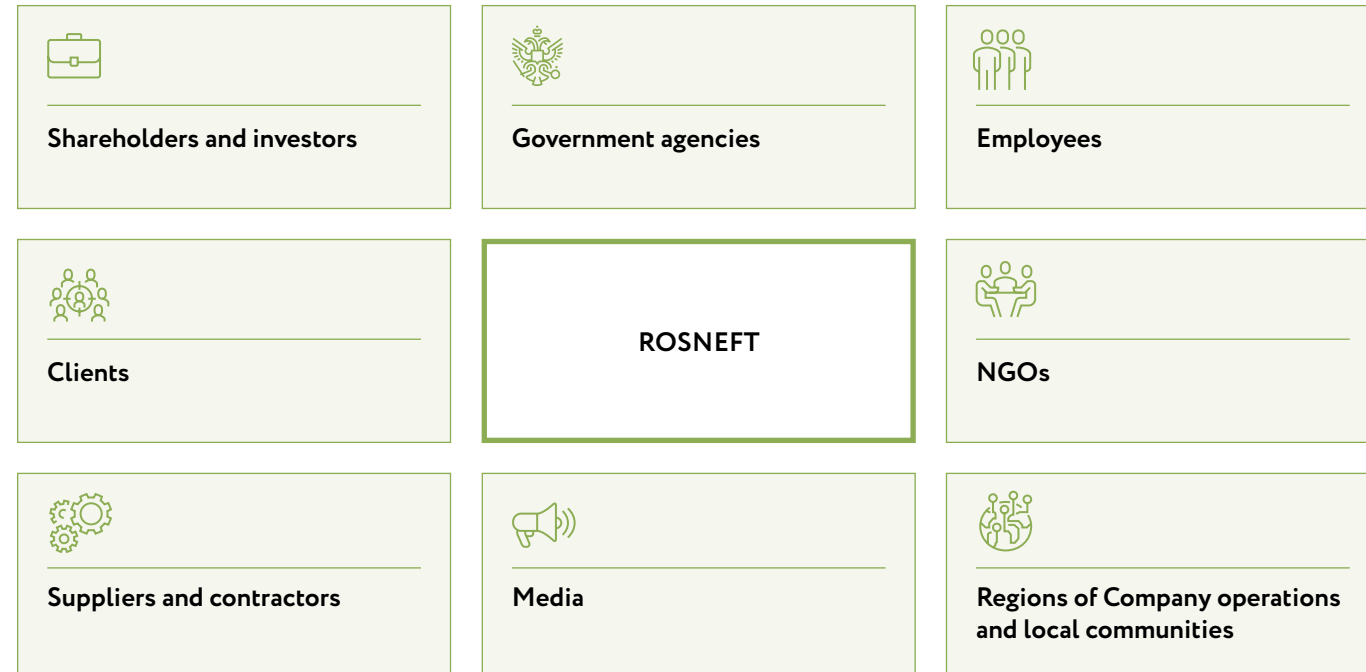 Shareholders and investors
Government agencies
Employees
Clients
ROSNEFT
NGOs
Suppliers and contractors
Media
Regions of Company operations
and local communities